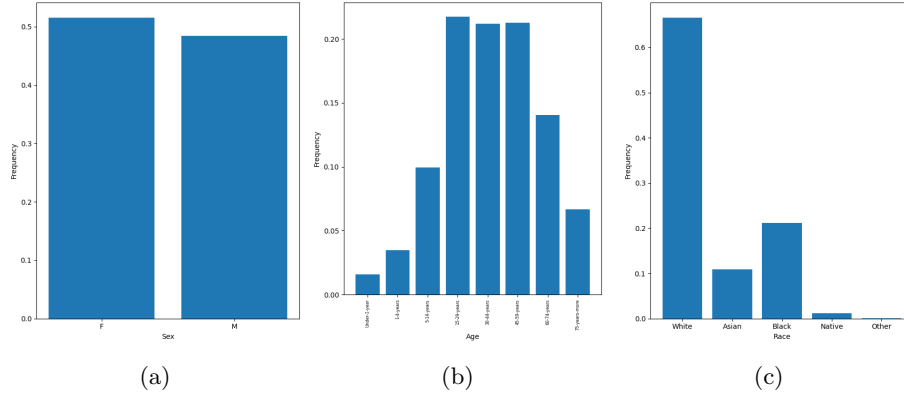 0.5
0.4
0.3
0.2
0.1
0.0
Frequency
F
M
Sex
(a)
0.20
0.15
0.10
0.05
0.00
Frequency
Under-1-year
1-4-years
5-14-years
15-29-years
30-44-years
45-59-years
60-74-years
75-years-more
Age
(b)
0.6
0.5
0.4
0.3
0.2
0.1
0.0
Frequency
White
Asian
Black
Native
Other
Race
(c)